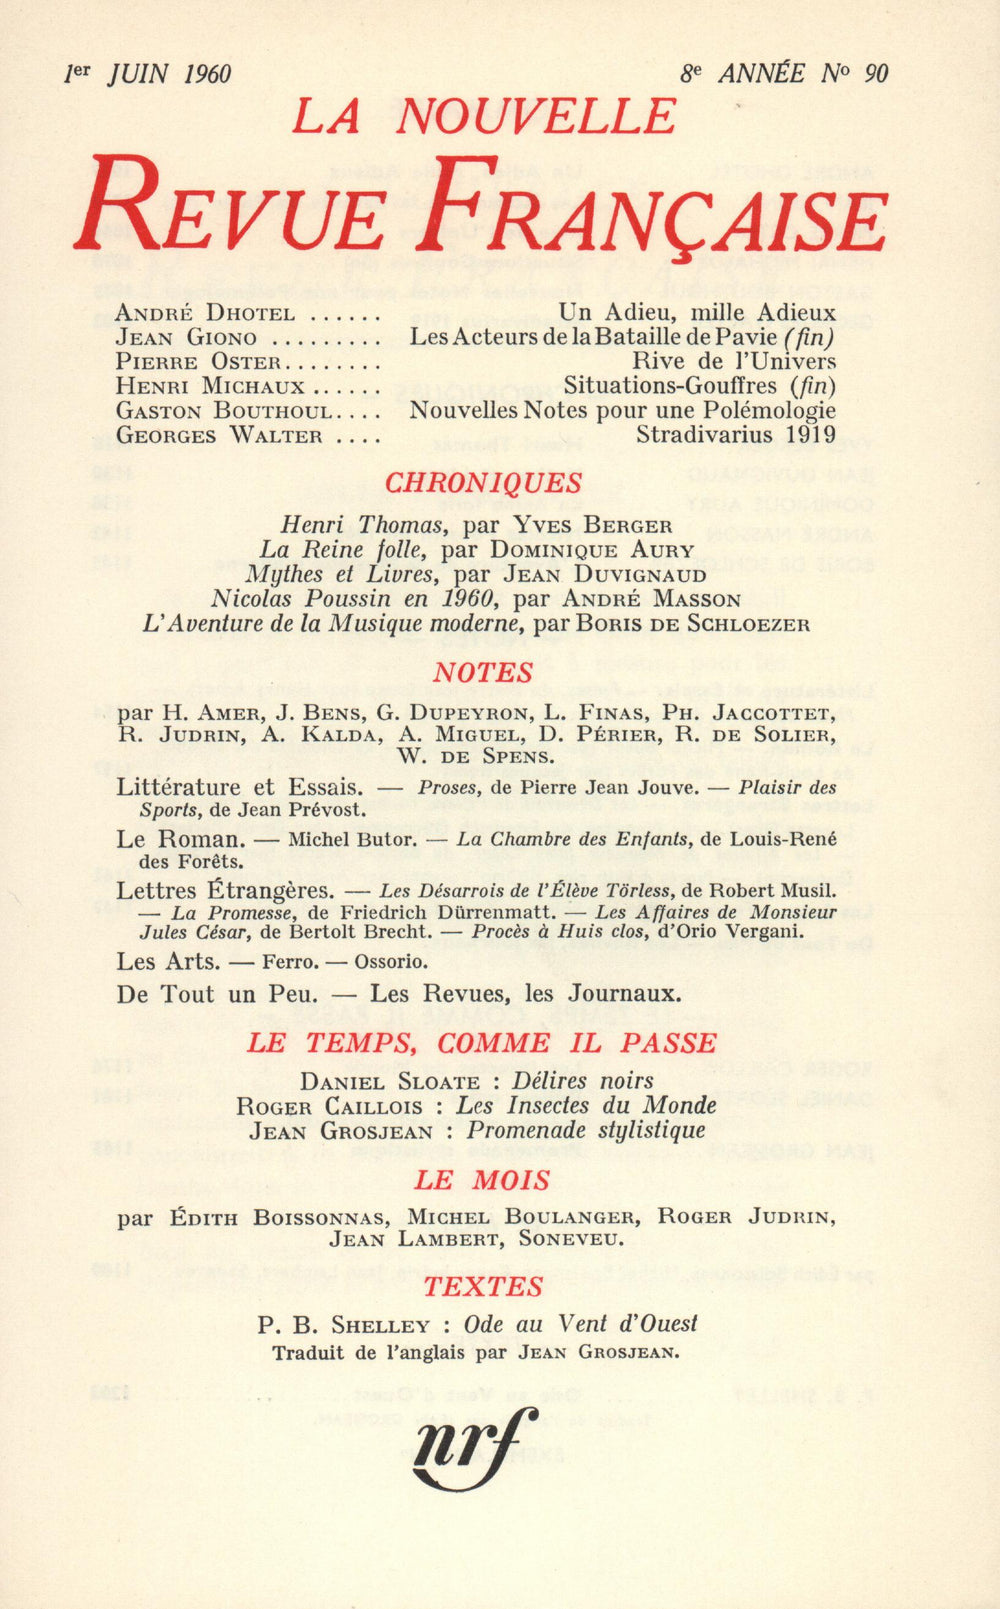 1er JUIN 1960 8e ANNÉE No 90
LA NOUVELLE
REVUE FRANÇAISE
ANDRÉ DHOTEL ...... Un Adieu, mille Adieux
JEAN GIONO ......... Les Acteurs de la Bataille de Pavie (fin)
PIERRE OSTER........ Rive de l'Univers
HENRI MICHAUX ...... Situations-Gouffres (fin)
GASTON BOUTHOUL.... Nouvelles Notes pour une Polémologie
GEORGES WALTER .... Stradivarius 1919
CHRONIQUES
Henri Thomas, par YVES BERGER
La Reine folle, par DOMINIQUE AURY
Mythes et Livres, par JEAN DUVIGNAUD
Nicolas Poussin en 1960, par ANDRÉ MASSON
L'Aventure de la Musique moderne, par BORIS DE SCHLOEZER
NOTES
par H. AMER, J. BENS, G. DUPEYRON, L. FINAS, PH. JACCOTTET,
R. JUDRIN, A. KALDA, A. MIGUEL, D. PÉRIER, R. DE SOLIER,
W. DE SPENS.
Littérature et Essais. — Proses, de Pierre Jean Jouve. — Plaisir des
Sports, de Jean Prévost.
Le Roman. — Michel Butor. — La Chambre des Enfants, de Louis-René
des Forêts.
Lettres Étrangères. — Les Désarrois de l'Élève Törless, de Robert Musil.
— La Promesse, de Friedrich Dürrenmatt. — Les Affaires de Monsieur
Jules César, de Bertolt Brecht. — Procès à Huis clos, d'Orio Vergani.
Les Arts. — Ferro. — Ossorio.
De Tout un Peu. — Les Revues, les Journaux.
LE TEMPS, COMME IL PASSE
DANIEL SLOATE : Délires noirs
ROGER CAILLOIS : Les Insectes du Monde
JEAN GROSJEAN : Promenade stylistique
LE MOIS
par ÉDITH BOISSONNAS, MICHEL BOULANGER, ROGER JUDRIN,
JEAN LAMBERT, SONEVEU.
TEXTES
P. B. SHELLEY : Ode au Vent d'Ouest
Traduit de l'anglais par JEAN GROSJEAN.
nrf